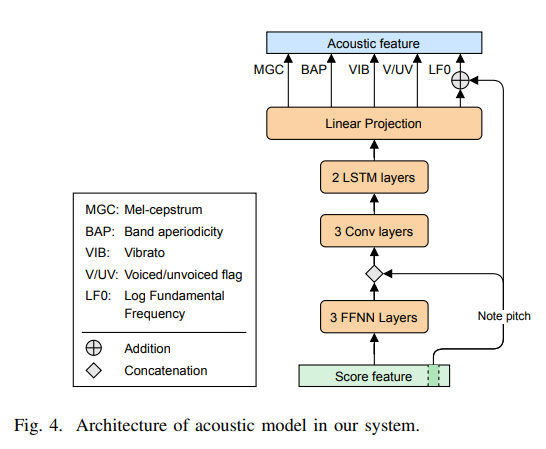 Acoustic feature
MGC BAP VIB V/UV LF0
Linear Projection
2 LSTM layers
3 Conv layers
3 FFNN Layers
Note pitch
Score feature
MGC: Mel-cepstrum
BAP: Band aperiodicity
VIB: Vibrato
V/UV: Voiced/unvoiced flag
LF0: Log Fundamental
Frequency
Addition
Concatenation
Fig. 4. Architecture of acoustic model in our system.